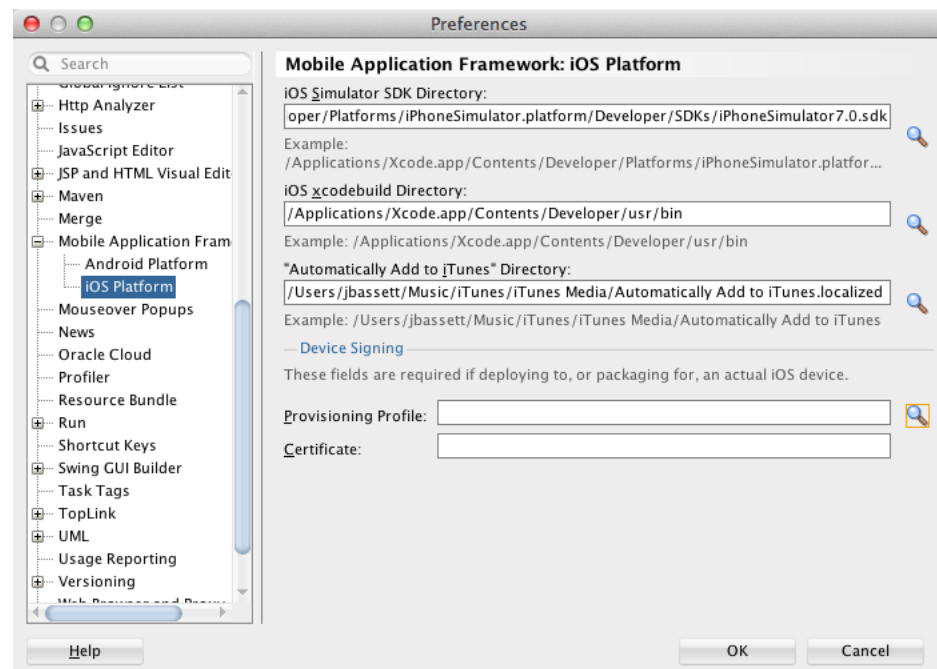 Preferences
Search
Global Ignore List
Http Analyzer
Issues
JavaScript Editor
JSP and HTML Visual Edit
Maven
Merge
Mobile Application Fram
Android Platform
iOS Platform
Mouseover Popups
News
Oracle Cloud
Profiler
Resource Bundle
Run
Shortcut Keys
Swing GUI Builder
Task Tags
TopLink
UML
Usage Reporting
Versioning
Web Browser and Proxy
Mobile Application Framework: iOS Platform
iOS Simulator SDK Directory:
oper/Platforms/iPhoneSimulator.platform/Developer/SDKs/iPhoneSimulator7.0.sdk
Example:
/Applications/Xcode.app/Contents/Developer/Platforms/iPhoneSimulator.platfor...
iOS xcodebuild Directory:
/Applications/Xcode.app/Contents/Developer/usr/bin
Example: /Applications/Xcode.app/Contents/Developer/usr/bin
"Automatically Add to iTunes" Directory:
/Users/jbassett/Music/iTunes/iTunes Media/Automatically Add to iTunes.localized
Example: /Users/jbassett/Music/iTunes/iTunes Media/Automatically Add to iTunes
Device Signing
These fields are required if deploying to, or packaging for, an actual iOS device.
Provisioning Profile:
Certificate:
Help
OK
Cancel